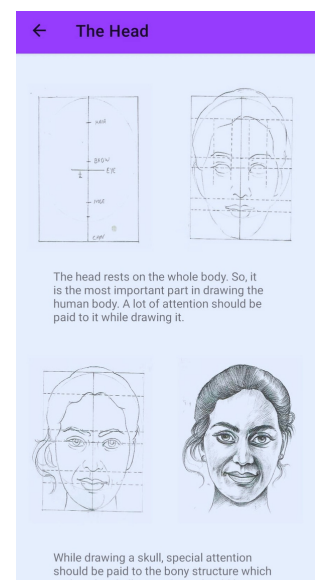 The Head
HAIR
BROW
EYE
NOSE
CHIN
The head rests on the whole body. So, it
is the most important part in drawing the
human body. A lot of attention should be
paid to it while drawing it.
While drawing a skull, special attention
should be paid to the bony structure which